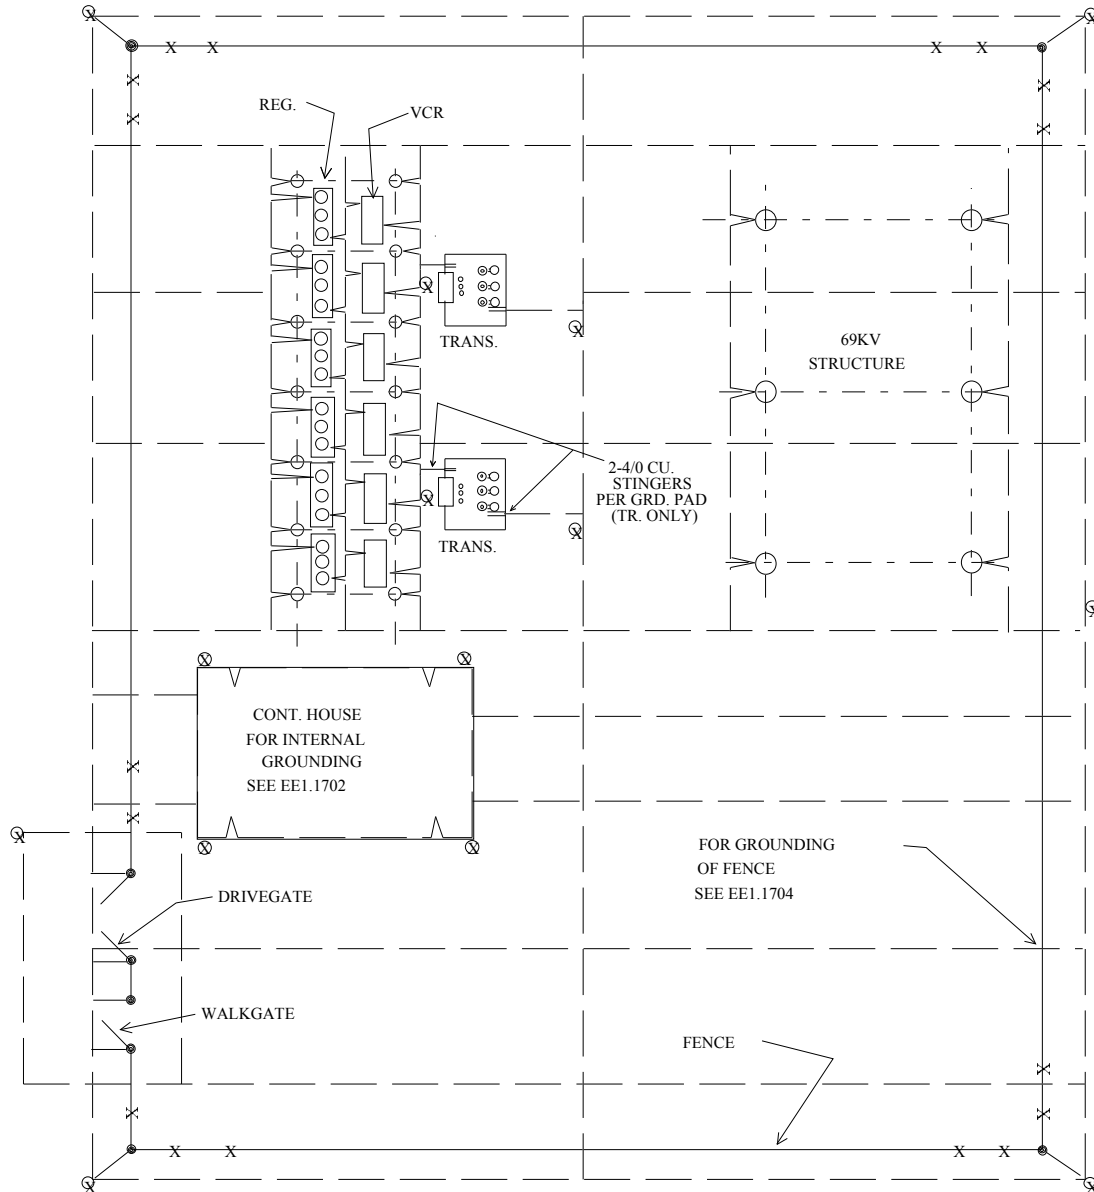 REG.
VCR
TRANS.
69KV
STRUCTURE
2-4/0 CU.
STINGERS
PER GRD. PAD
(TR. ONLY)
TRANS.
CONT. HOUSE
FOR INTERNAL
GROUNDING
SEE EE1.1702
FOR GROUNDING
OF FENCE
SEE EE1.1704
DRIVEGATE
WALKGATE
FENCE